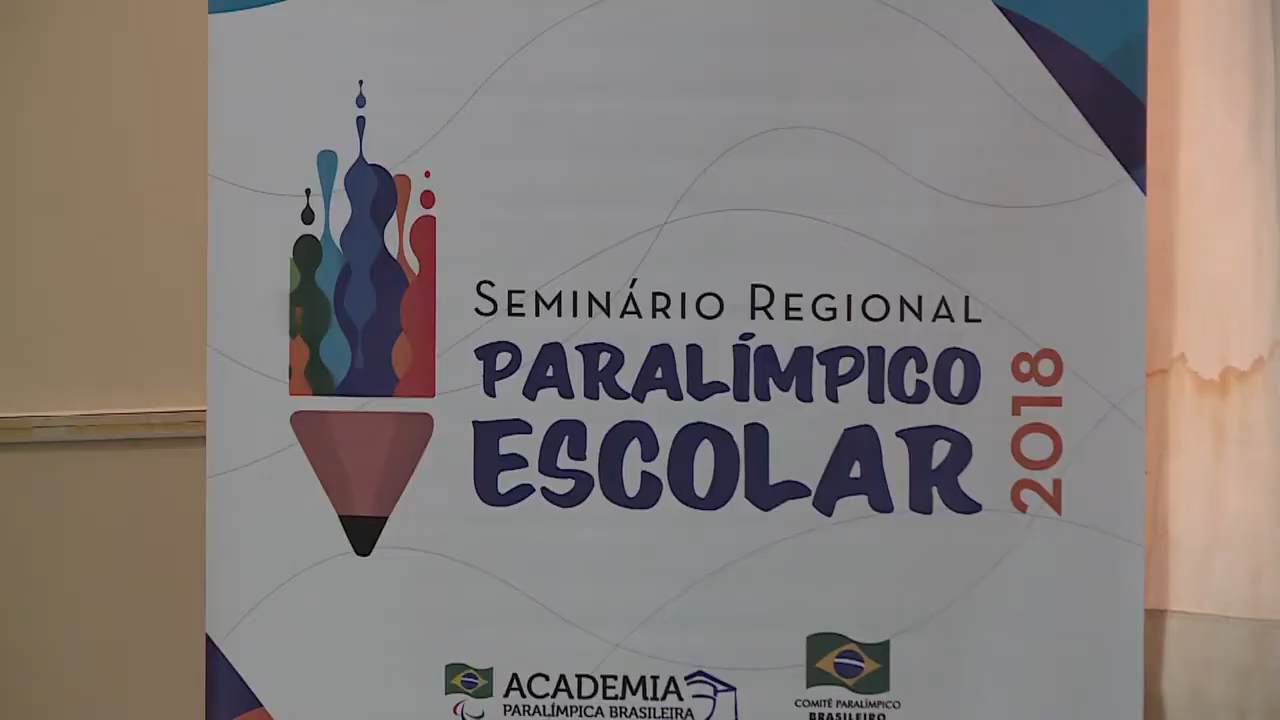 SEMINÁRIO REGIONAL
PARALÍMPICO
ESCOLAR
2018
ACADEMIA
PARALÍMPICA BRASILEIRA
COMITÊ PARALÍMPICO
BRASILEIRO